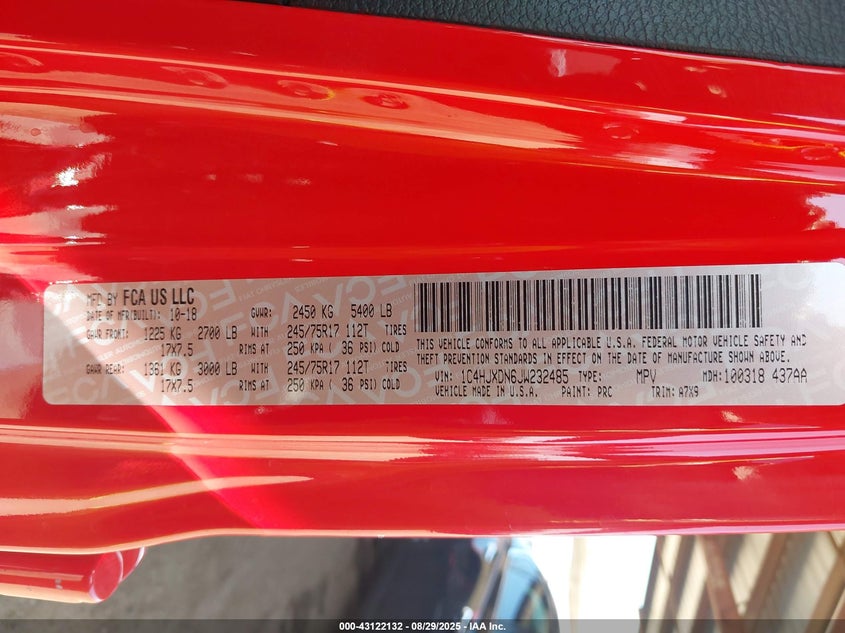 MFD BY FCA US LLC
DATE OF MFR(BUILT): 10-18 GVWR: 2450 KG 5400 LB
GAWR FRONT: 1225 KG 2700 LB WITH 245/75R17 112T TIRES
17X7.5 RIMS AT 250 KPA ( 36 PSI) COLD
GAWR REAR: 1361 KG 3000 LB WITH 245/75R17 112T TIRES
17X7.5 RIMS AT 250 KPA ( 36 PSI) COLD
THIS VEHICLE CONFORMS TO ALL APPLICABLE U.S.A. FEDERAL MOTOR VEHICLE SAFETY AND
THEFT PREVENTION STANDARDS IN EFFECT ON THE DATE OF MANUFACTURE SHOWN ABOVE.
VIN: 1C4HJXDN6JW232485 TYPE: MPV MDH: 100318 437AA
VEHICLE MADE IN U.S.A. PAINT: PRC TRIM: A7X9
000-43122132 - 08/29/2025 - IAA Inc.